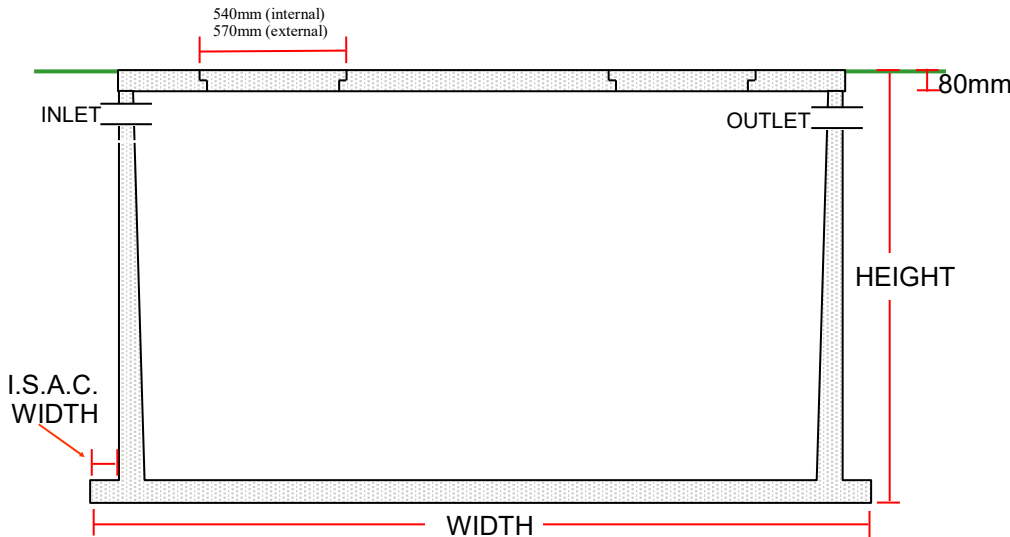 540mm (internal)
570mm (external)
80mm
INLET
OUTLET
HEIGHT
I.S.A.C.
WIDTH
WIDTH